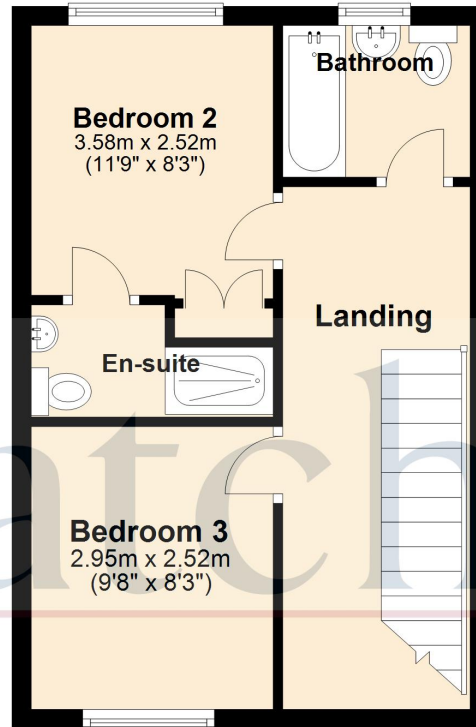 Bathroom
Bedroom 2
3.58m x 2.52m
(11'9" x 8'3")
Landing
En-suite
Bedroom 3
2.95m x 2.52m
(9'8" x 8'3")
atch